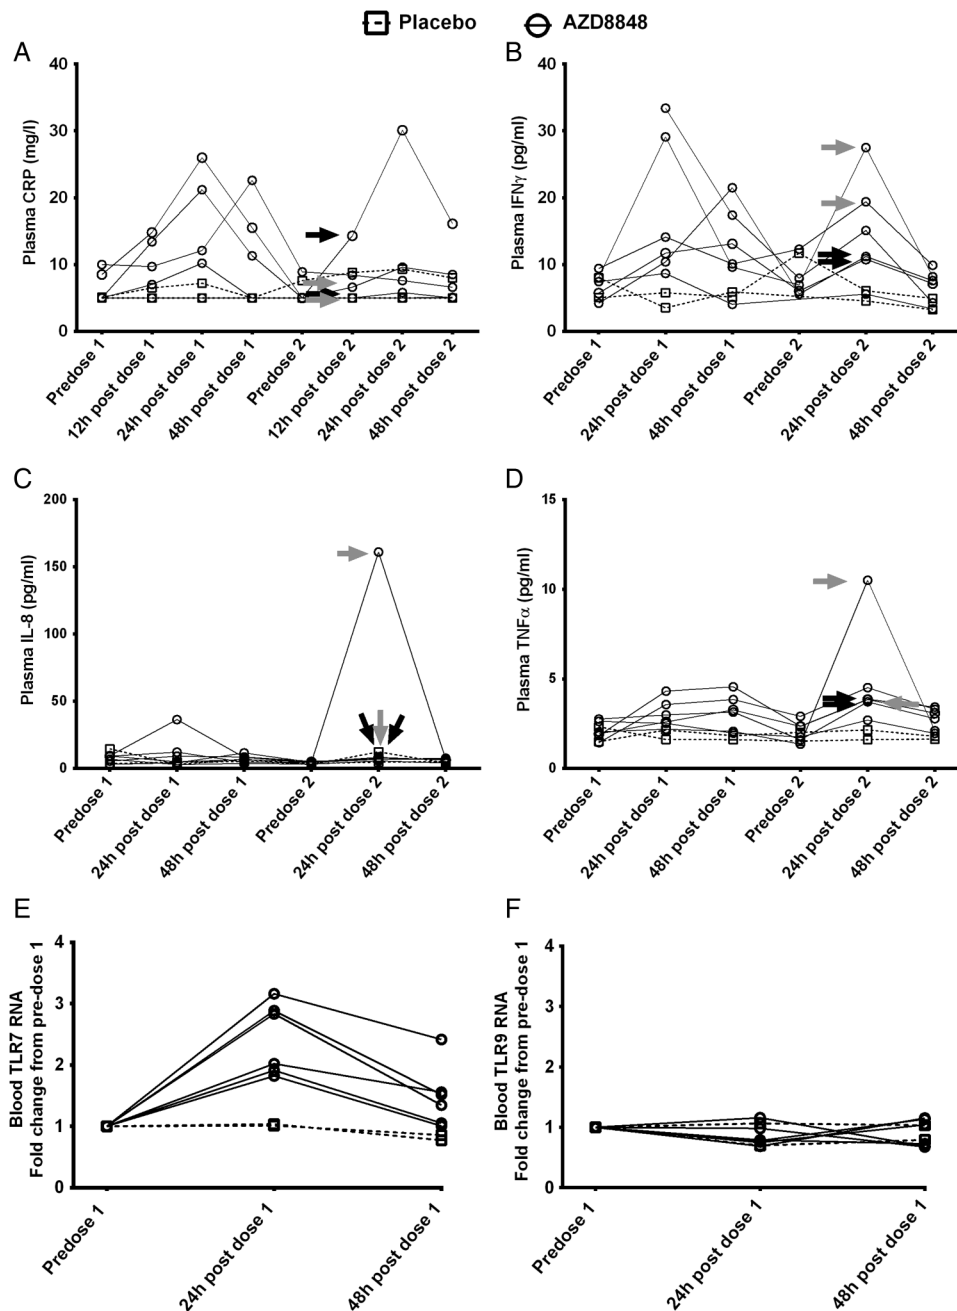 Placebo AZD8848
A B
Plasma CRP (mg/l)
40
30
20
10
0
Predose 1
12h post dose 1
24h post dose 1
48h post dose 1
Predose 2
12h post dose 2
24h post dose 2
48h post dose 2
Plasma IFNγ (pg/ml)
40
30
20
10
0
Predose 1
24h post dose 1
48h post dose 1
Predose 2
24h post dose 2
48h post dose 2
C D
Plasma IL-8 (pg/ml)
200
150
100
50
0
Predose 1
24h post dose 1
48h post dose 1
Predose 2
24h post dose 2
48h post dose 2
Plasma TNFα (pg/ml)
15
10
5
0
Predose 1
24h post dose 1
48h post dose 1
Predose 2
24h post dose 2
48h post dose 2
E F
Blood TLR7 RNA
Fold change from pre-dose 1
4
3
2
1
0
Predose 1
24h post dose 1
48h post dose 1
Blood TLR9 RNA
Fold change from pre-dose 1
4
3
2
1
0
Predose 1
24h post dose 1
48h post dose 1